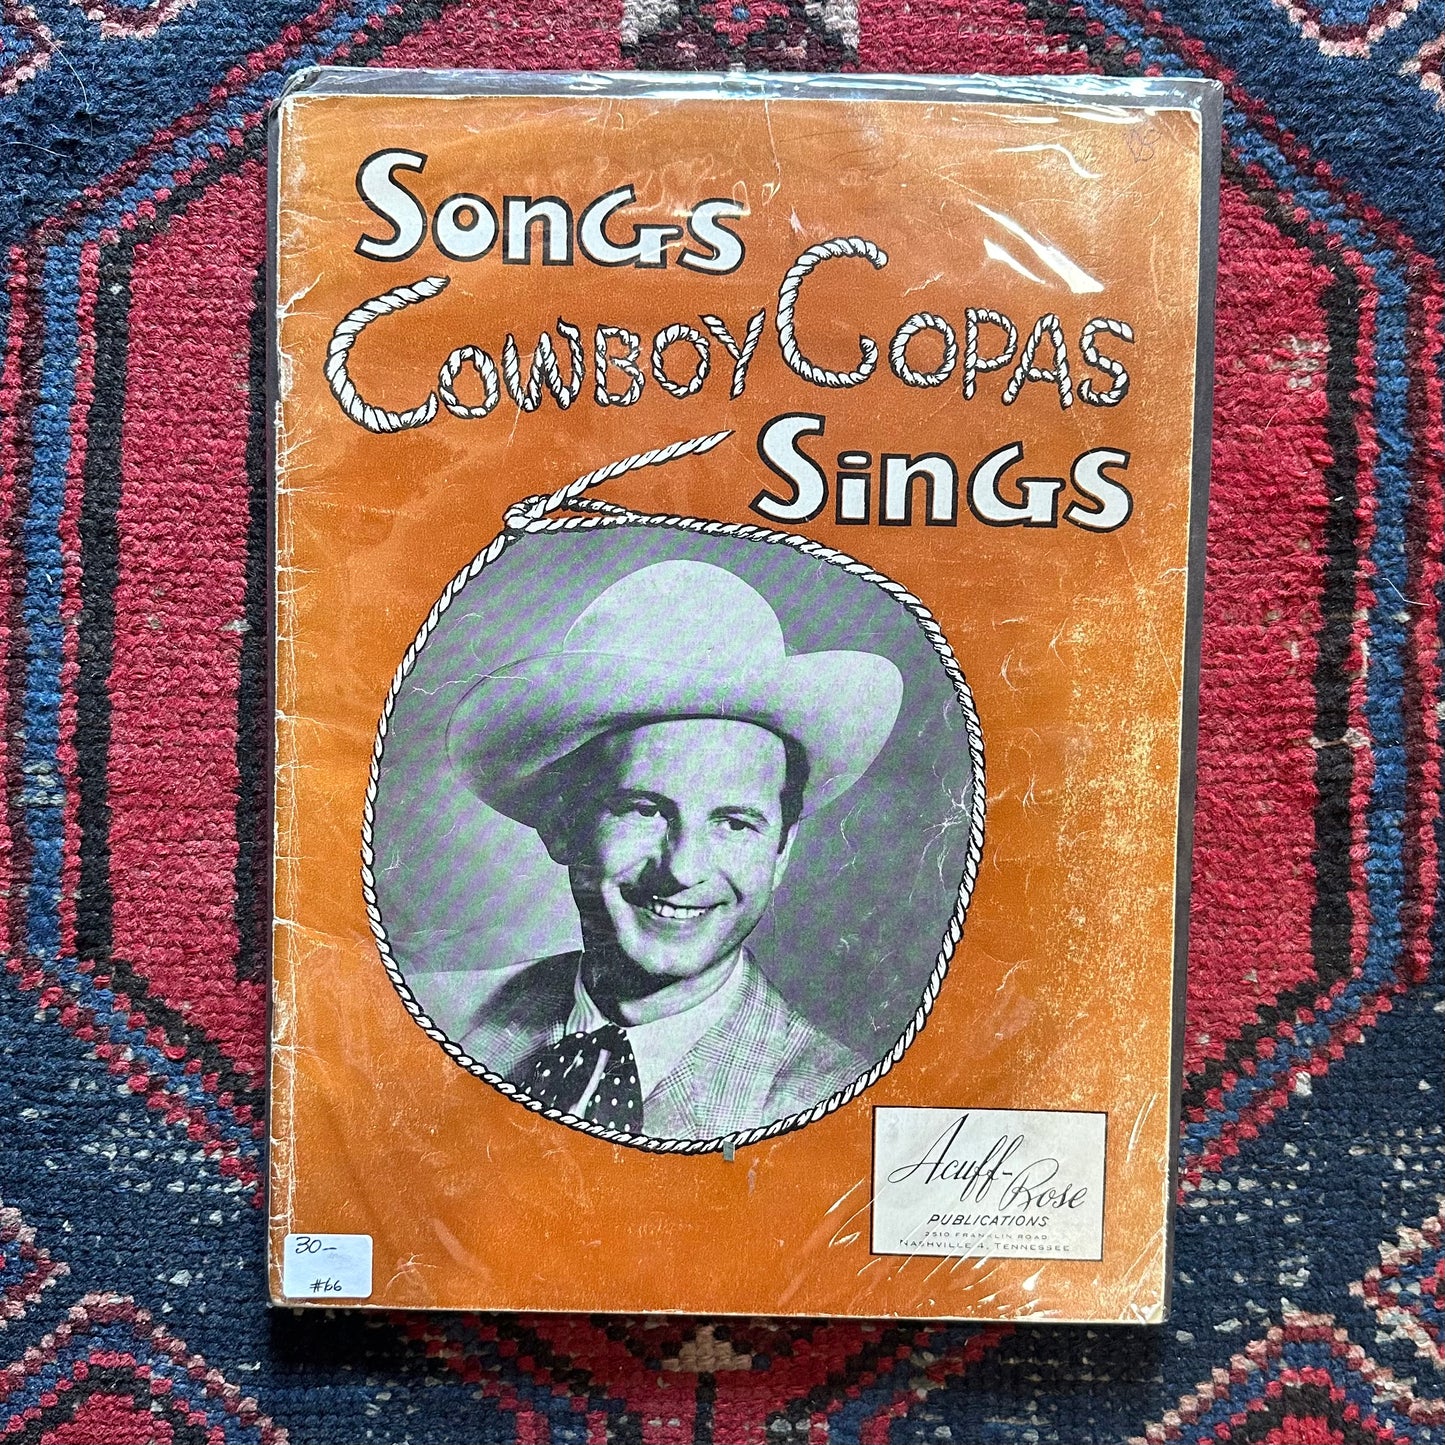 Songs
Cowboy Copas
Sings
Acuff-Rose
PUBLICATIONS
2510 FRANKLIN ROAD
NASHVILLE 4, TENNESSEE
30-
#66